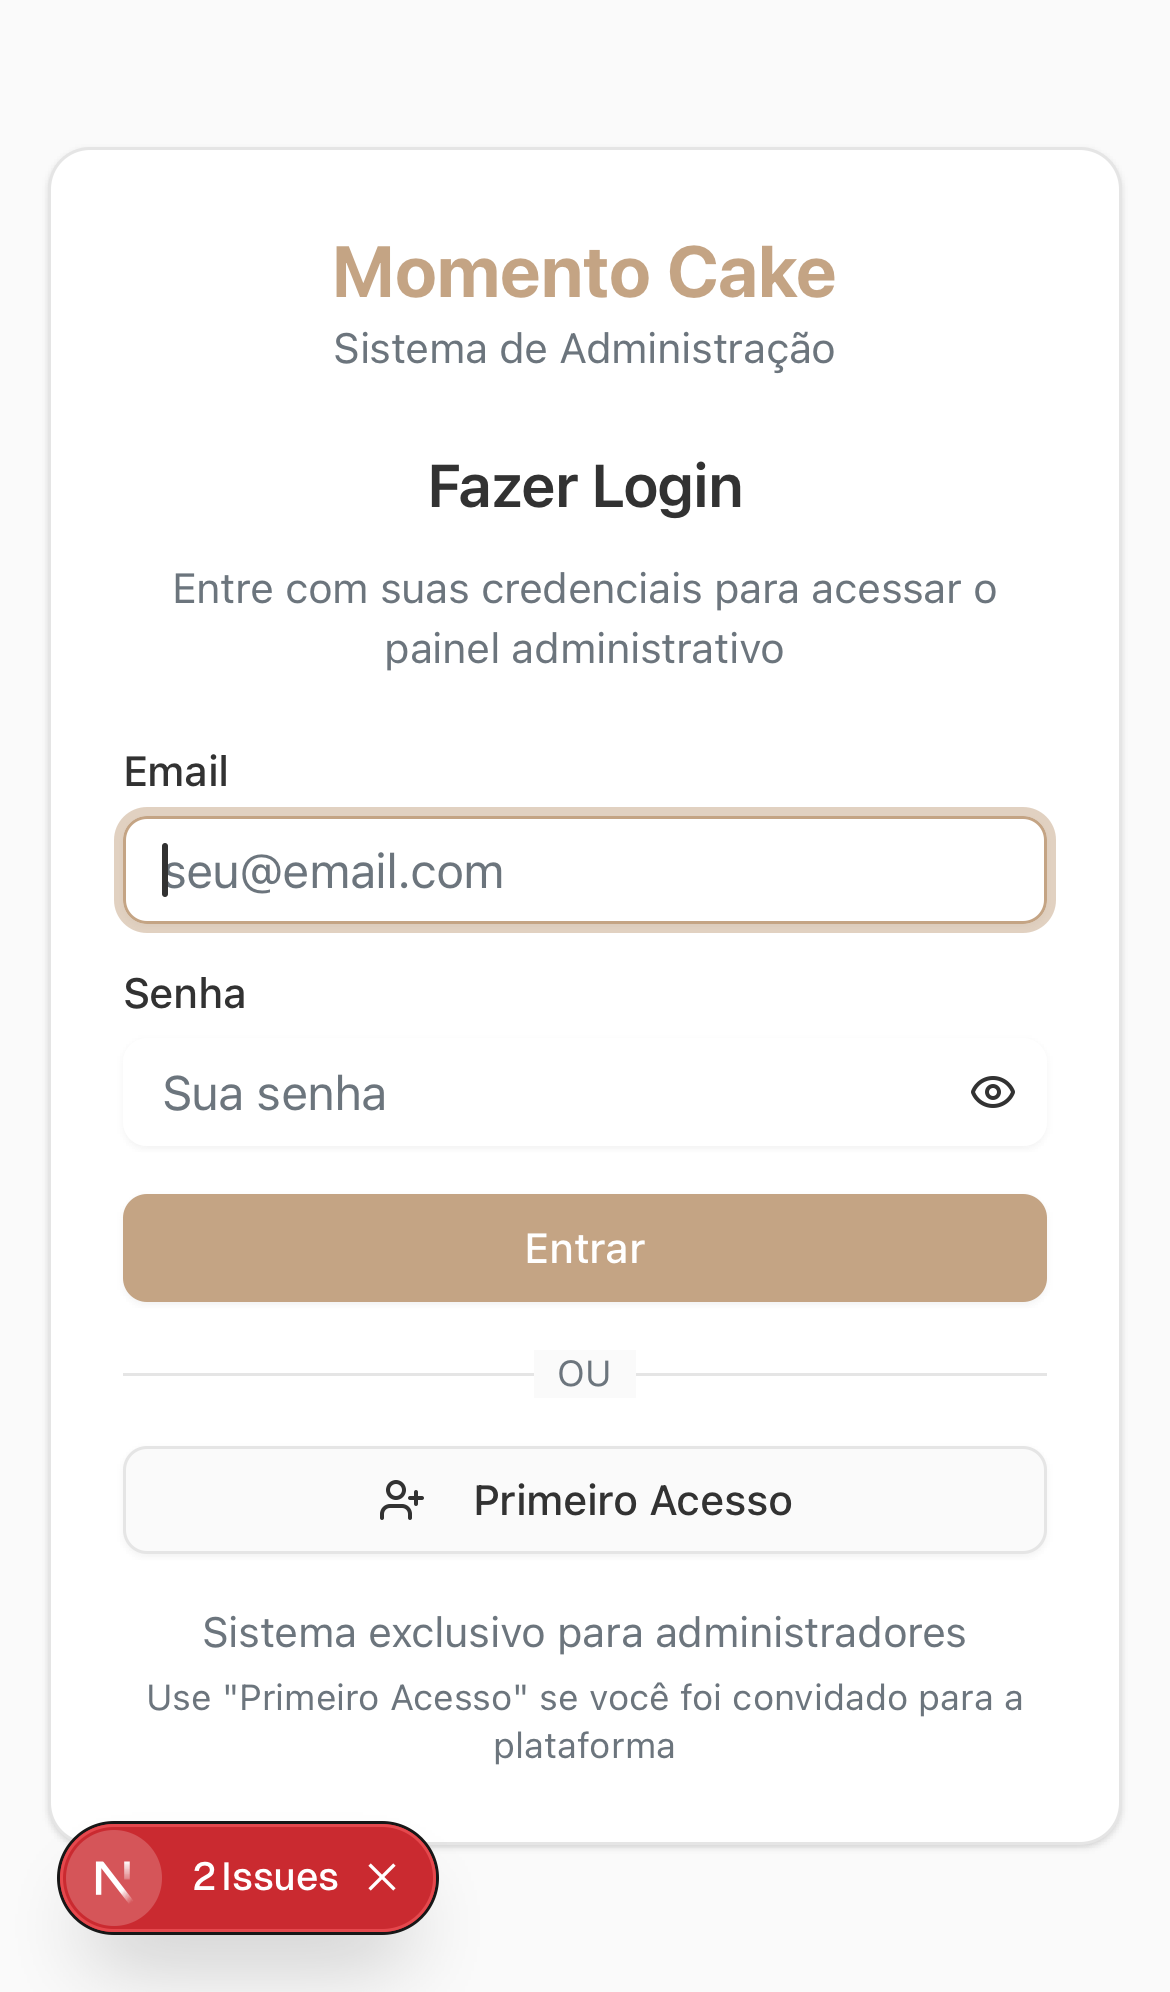 Momento Cake
Sistema de Administração
Fazer Login
Entre com suas credenciais para acessar o
painel administrativo
Email
seu@email.com
Senha
Sua senha
Entrar
OU
Primeiro Acesso
Sistema exclusivo para administradores
Use "Primeiro Acesso" se você foi convidado para a
plataforma
N 2 Issues